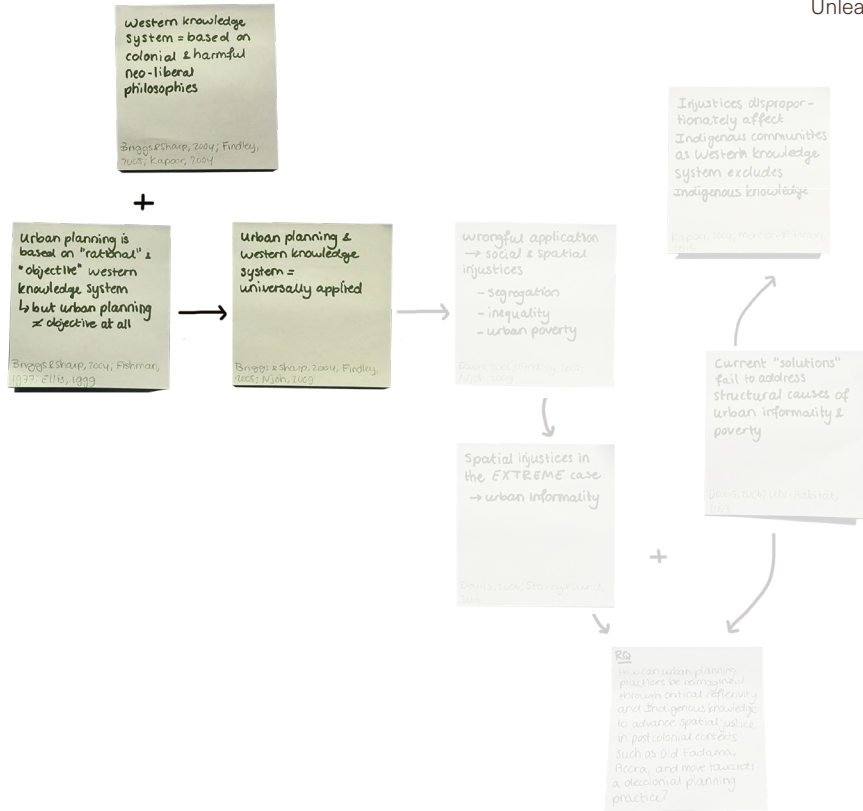 Unlea
Western knowledge
system = based on
colonial & harmful
neo-liberal
philosophies
Briggs & Sharp, 2004; Findley,
2005; Kapoor, 2004
+
Urban planning is
based on "rational" &
"objective" western
knowledge system
↳ but urban planning
≠ objective at all
Briggs & Sharp, 2004; Fishman,
1977; Ellis, 1999
Urban planning &
western knowledge
system =
universally applied
Briggs & Sharp, 2004; Findley,
2005; Njoh, 2009
wrongful application
→ social & spatial
injustices
- segregation
- inequality
- urban poverty
Njoh, 2009
Spatial injustices in
the EXTREME case
→ urban informality
+
Injustices dispropor-
tionately affect
Indigenous communities
as Western knowledge
system excludes
Indigenous knowledge
Current "solutions"
fail to address
structural causes of
urban informality &
poverty
RQ
How can urban planning
practices be reimagined
through critical reflexivity
and Indigenous knowledge
to advance spatial justice
in postcolonial contexts
such as Old Fadama,
Accra, and move towards
a decolonial planning
practice?